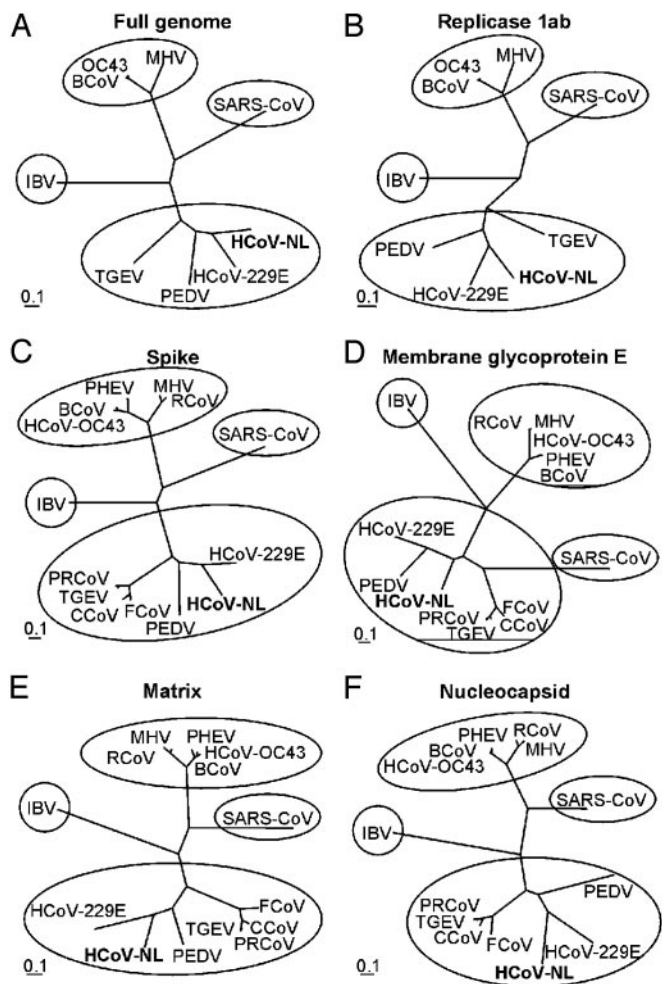 A
Full genome
OC43
MHV
BCoV
SARS-CoV
IBV
HCoV-NL
TGEV
HCoV-229E
PEDV
0.1
B
Replicase 1ab
OC43
MHV
BCoV
SARS-CoV
IBV
PEDV
TGEV
HCoV-NL
HCoV-229E
0.1
C
Spike
PHEV
MHV
BCoV
RCoV
HCoV-OC43
SARS-CoV
IBV
HCoV-229E
PRCoV
TGEV
HCoV-NL
CCoV
FCoV
PEDV
0.1
D
Membrane glycoprotein E
IBV
RCoV
MHV
HCoV-OC43
PHEV
BCoV
HCoV-229E
SARS-CoV
PEDV
HCoV-NL
PRCoV
FCoV
TGEV
CCoV
0.1
E
Matrix
MHV
PHEV
RCoV
HCoV-OC43
BCoV
IBV
SARS-CoV
HCoV-229E
FCoV
TGEV
CCoV
HCoV-NL
PEDV
PRCoV
0.1
F
Nucleocapsid
PHEV
RCoV
BCoV
MHV
HCoV-OC43
SARS-CoV
IBV
PEDV
PRCoV
TGEV
CCoV
FCoV
HCoV-229E
HCoV-NL
0.1